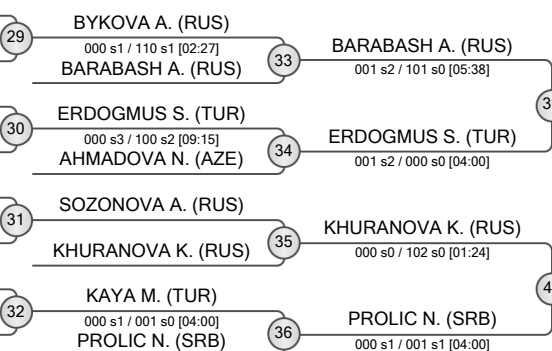 BYKOVA A. (RUS)
29
000 s1 / 110 s1 [02:27]
BARABASH A. (RUS)
33
BARABASH A. (RUS)
001 s2 / 101 s0 [05:38]
ERDOGMUS S. (TUR)
30
000 s3 / 100 s2 [09:15]
AHMADOVA N. (AZE)
34
ERDOGMUS S. (TUR)
001 s2 / 000 s0 [04:00]
SOZONOVA A. (RUS)
31
KHURANOVA K. (RUS)
35
KHURANOVA K. (RUS)
000 s0 / 102 s0 [01:24]
KAYA M. (TUR)
32
000 s1 / 001 s0 [04:00]
PROLIC N. (SRB)
36
PROLIC N. (SRB)
000 s1 / 001 s1 [04:00]